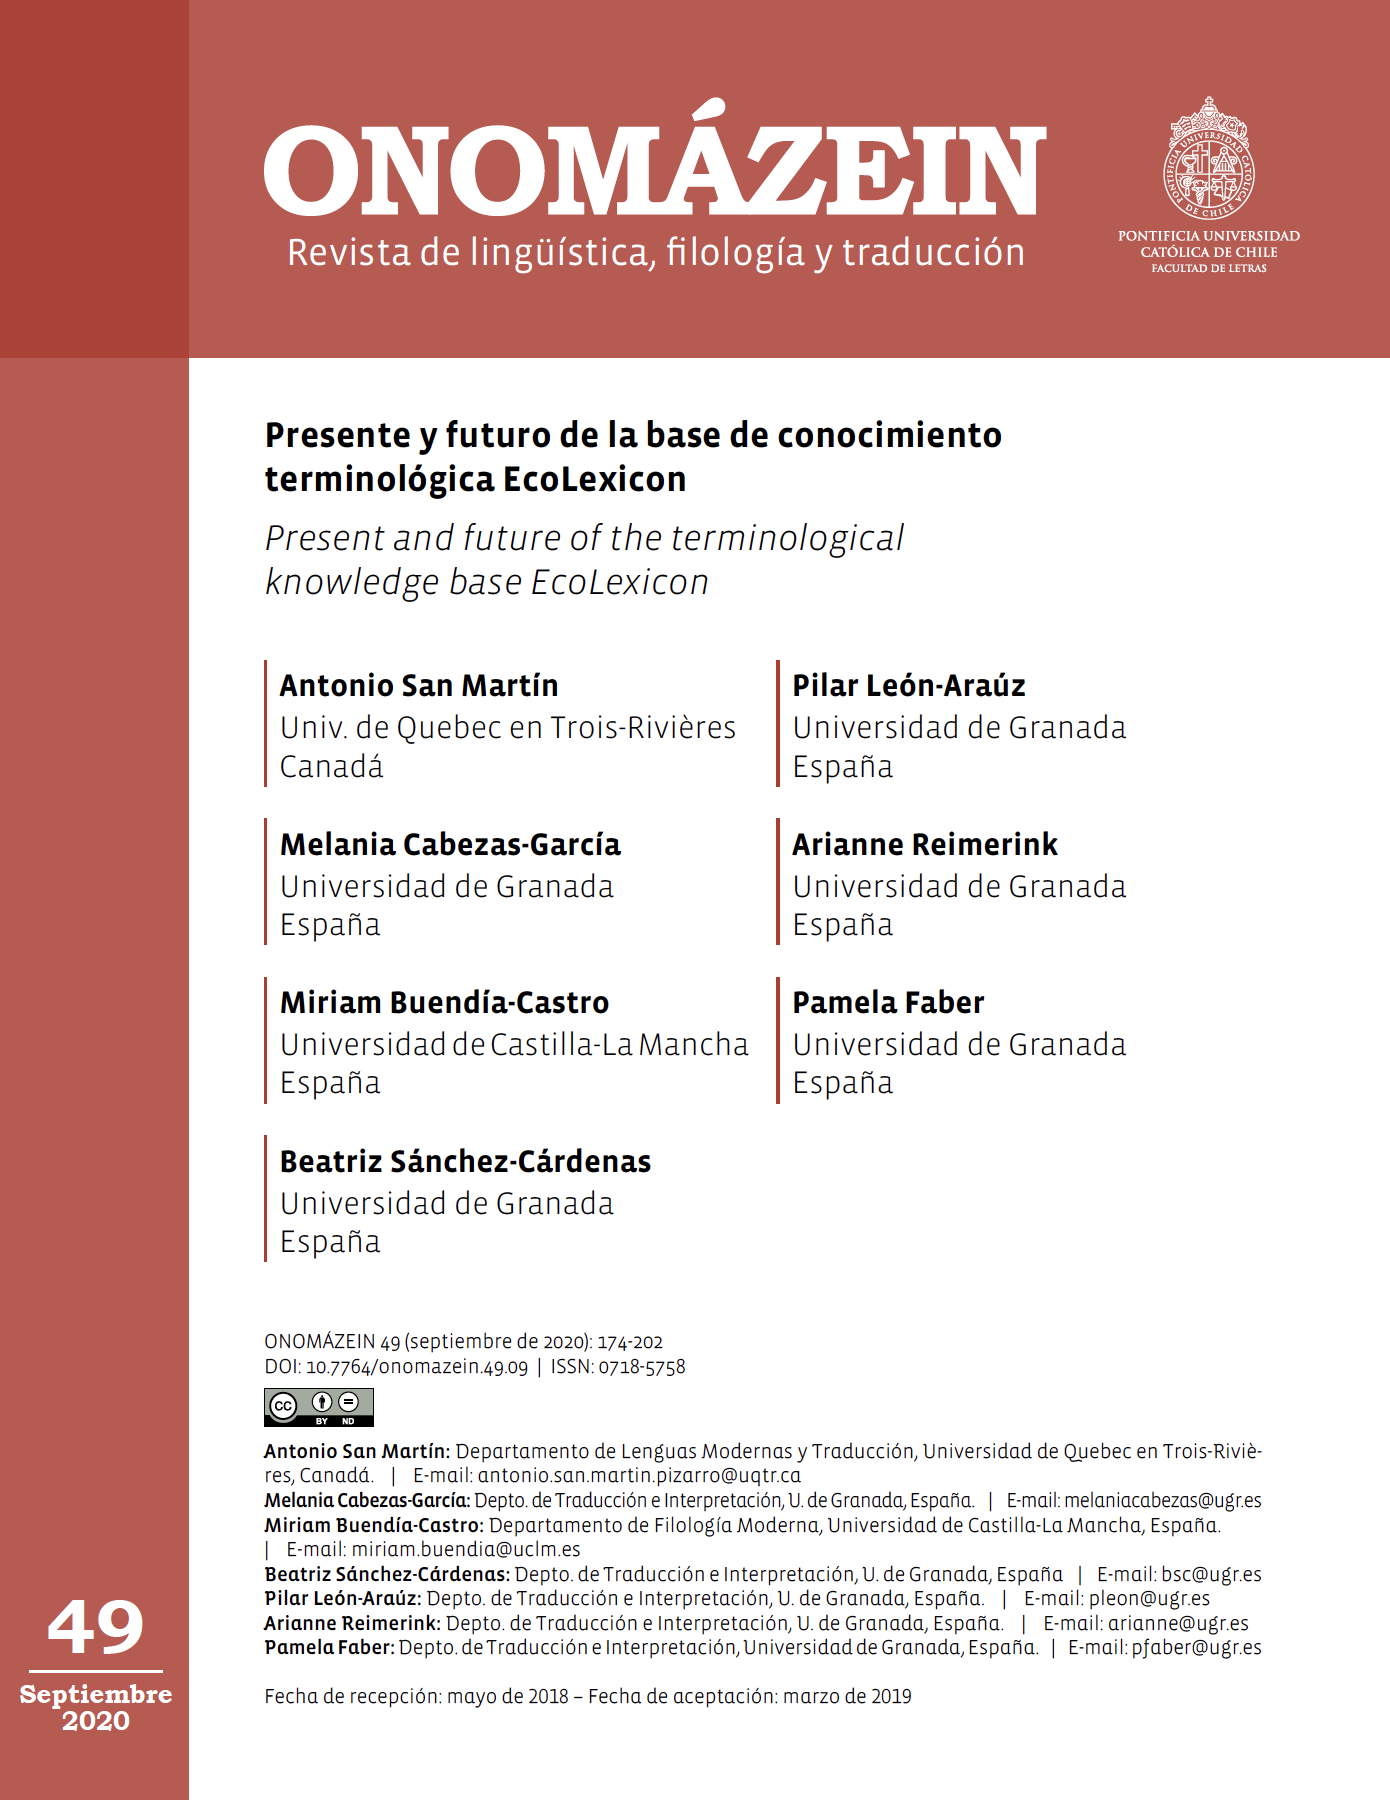 ONOMÁZEIN
Revista de lingüística, filología y traducción
PONTIFICIA UNIVERSIDAD CATÓLICA DE CHILE
PONTIFICIA UNIVERSIDAD
CATÓLICA DE CHILE
FACULTAD DE LETRAS
Presente y futuro de la base de conocimiento
terminológica EcoLexicon
Present and future of the terminological
knowledge base EcoLexicon
Antonio San Martín
Univ. de Quebec en Trois-Rivières
Canadá
Pilar León-Araúz
Universidad de Granada
España
Melania Cabezas-García
Universidad de Granada
España
Arianne Reimerink
Universidad de Granada
España
Miriam Buendía-Castro
Universidad de Castilla-La Mancha
España
Pamela Faber
Universidad de Granada
España
Beatriz Sánchez-Cárdenas
Universidad de Granada
España
ONOMÁZEIN 49 (septiembre de 2020): 174-202
DOI: 10.7764/onomazein.49.09 | ISSN: 0718-5758
cc BY ND
Antonio San Martín: Departamento de Lenguas Modernas y Traducción, Universidad de Quebec en Trois-Riviè-
res, Canadá. | E-mail: antonio.san.martin.pizarro@uqtr.ca
Melania Cabezas-García: Depto. de Traducción e Interpretación, U. de Granada, España. | E-mail: melaniacabezas@ugr.es
Miriam Buendía-Castro: Departamento de Filología Moderna, Universidad de Castilla-La Mancha, España.
| E-mail: miriam.buendia@uclm.es
Beatriz Sánchez-Cárdenas: Depto. de Traducción e Interpretación, U. de Granada, España | E-mail: bsc@ugr.es
Pilar León-Araúz: Depto. de Traducción e Interpretación, U. de Granada, España. | E-mail: pleon@ugr.es
Arianne Reimerink: Depto. de Traducción e Interpretación, U. de Granada, España. | E-mail: arianne@ugr.es
Pamela Faber: Depto. de Traducción e Interpretación, Universidad de Granada, España. | E-mail: pfaber@ugr.es
Fecha de recepción: mayo de 2018 – Fecha de aceptación: marzo de 2019
49
Septiembre
2020